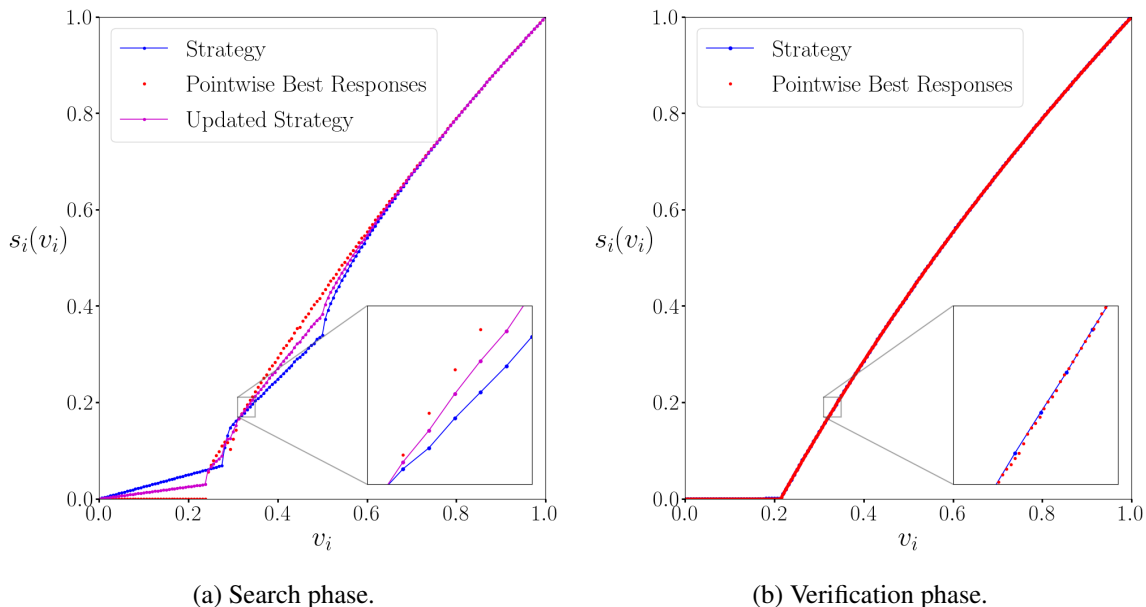 1.0
0.8
0.6
0.4
0.2
0.0
s_i(v_i)
Strategy
Pointwise Best Responses
Updated Strategy
0.0 0.2 0.4 0.6 0.8 1.0
v_i
(a) Search phase.
1.0
0.8
0.6
0.4
0.2
0.0
s_i(v_i)
Strategy
Pointwise Best Responses
0.0 0.2 0.4 0.6 0.8 1.0
v_i
(b) Verification phase.